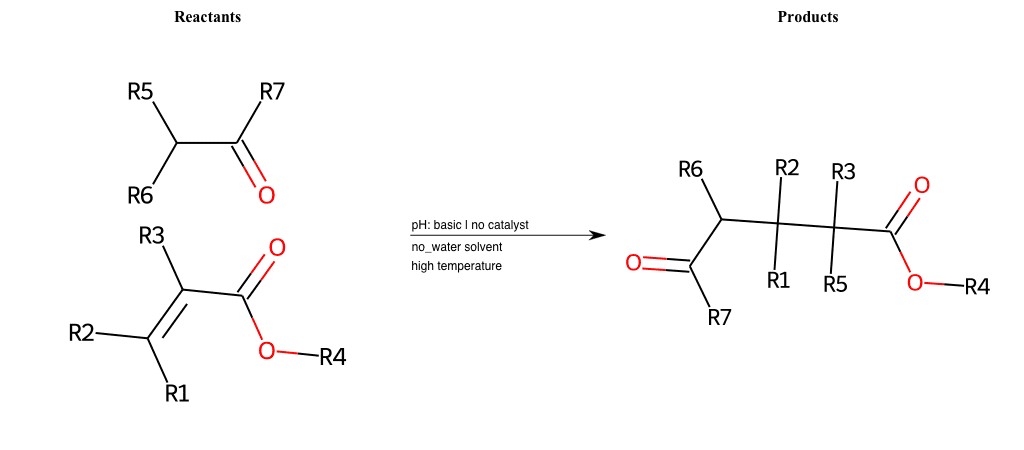 Reactants
Products
R5
R7
R6
O
R3
O
R2
O
R4
R1
pH: basic | no catalyst
no_water solvent
high temperature
R6
R2
R3
O
O
R1
R5
O
R4
R7